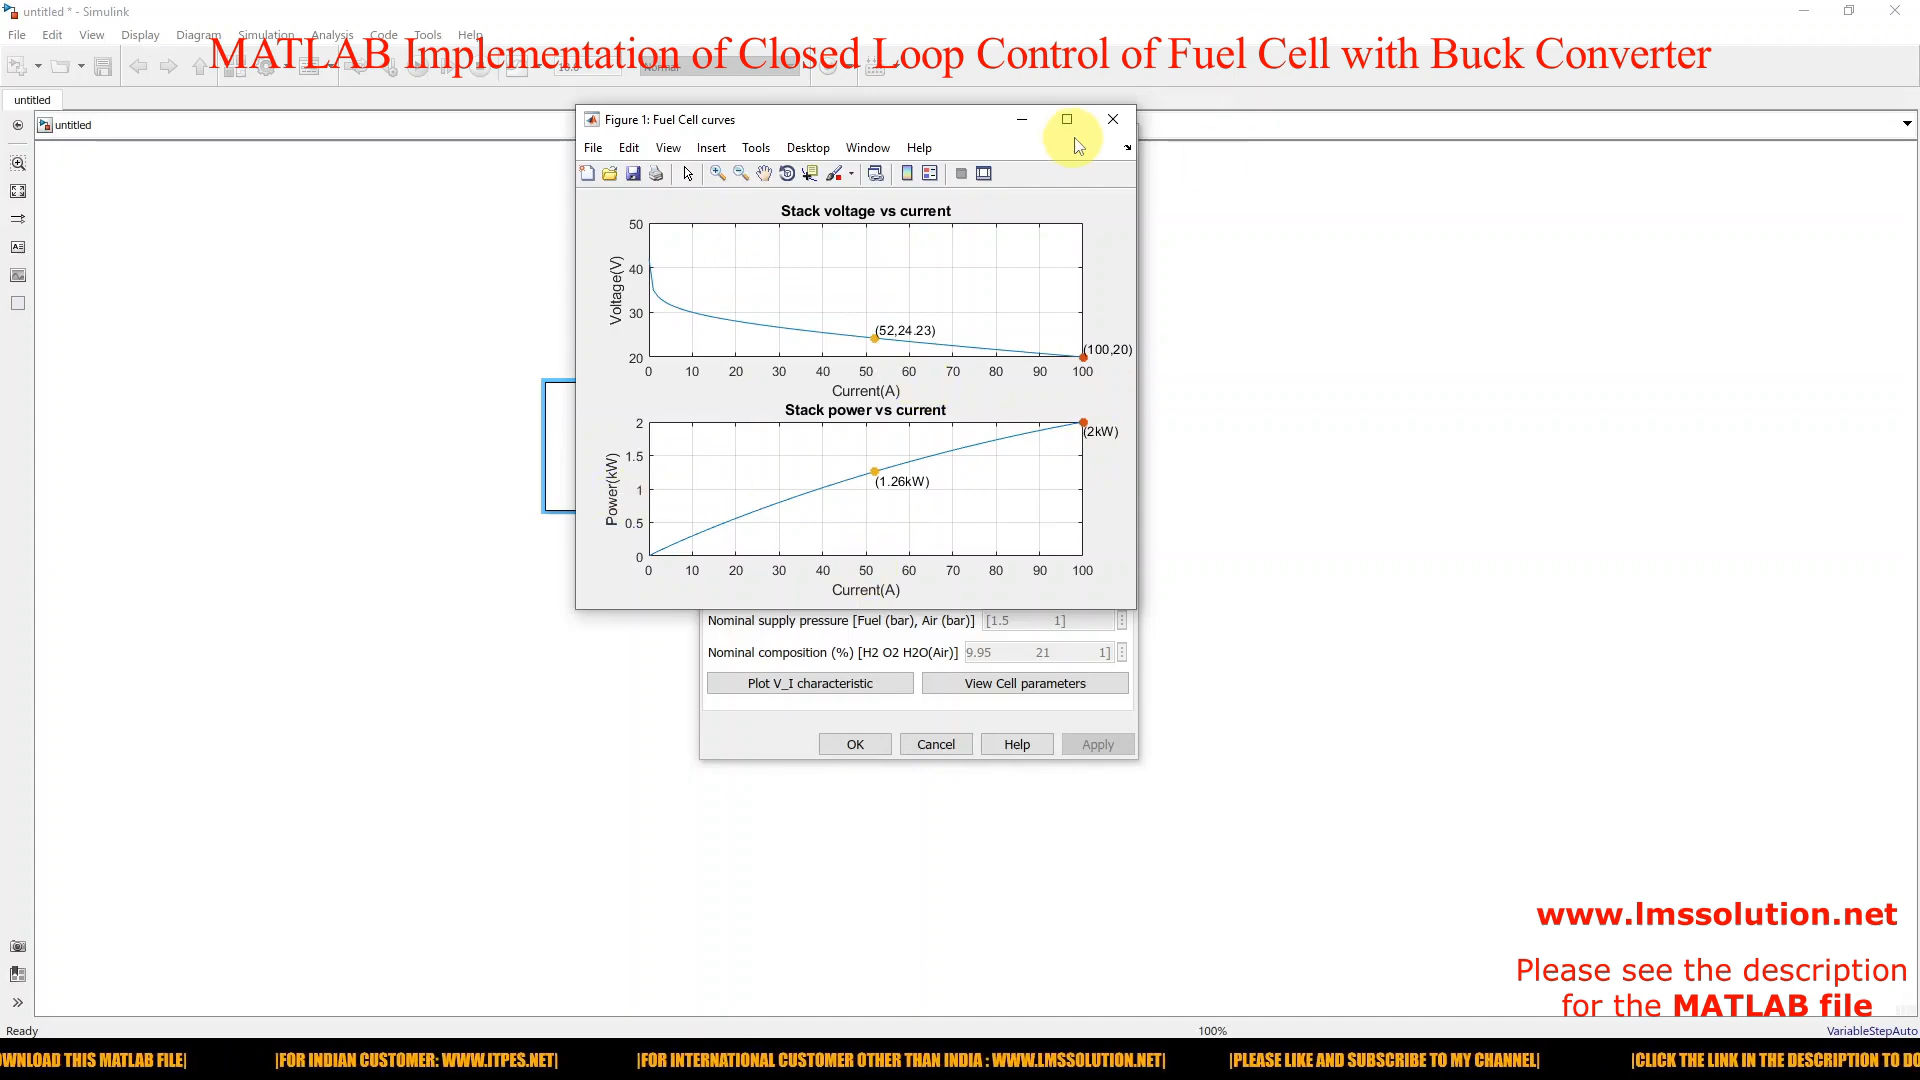 untitled * - Simulink
File Edit View Display Diagram Simulation Analysis Code Tools Help
MATLAB Implementation of Closed Loop Control of Fuel Cell with Buck Converter
10.0 Normal
untitled
untitled
Figure 1: Fuel Cell curves
File Edit View Insert Tools Desktop Window Help
Stack voltage vs current
50
40
30
20
Voltage(V)
(52,24.23)
(100,20)
0 10 20 30 40 50 60 70 80 90 100
Current(A)
Stack power vs current
2
1.5
1
0.5
0
Power(kW)
(2kW)
(1.26kW)
0 10 20 30 40 50 60 70 80 90 100
Current(A)
Nominal supply pressure [Fuel (bar), Air (bar)] [1.5 1]
Nominal composition (%) [H2 O2 H2O(Air)] 9.95 21 1]
Plot V_I characteristic View Cell parameters
OK Cancel Help Apply
www.lmssolution.net
Please see the description
for the MATLAB file
Ready 100% VariableStepAuto
OWNLOAD THIS MATLAB FILE| |FOR INDIAN CUSTOMER: WWW.ITPES.NET| |FOR INTERNATIONAL CUSTOMER OTHER THAN INDIA : WWW.LMSSOLUTION.NET| |PLEASE LIKE AND SUBSCRIBE TO MY CHANNEL| |CLICK THE LINK IN THE DESCRIPTION TO DO